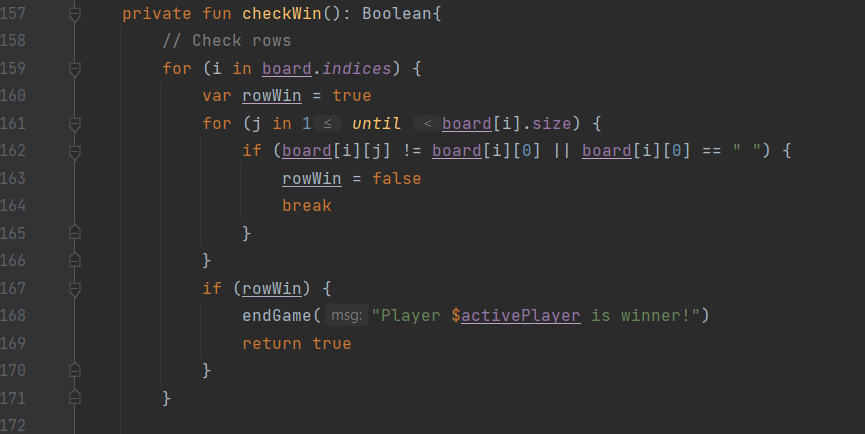 157 private fun checkWin(): Boolean{
158 // Check rows
159 for (i in board.indices) {
160 var rowWin = true
161 for (j in 1 ≤ until < board[i].size) {
162 if (board[i][j] != board[i][0] || board[i][0] == " ") {
163 rowWin = false
164 break
165 }
166 }
167 if (rowWin) {
168 endGame( msg: "Player $activePlayer is winner!")
169 return true
170 }
171 }
172